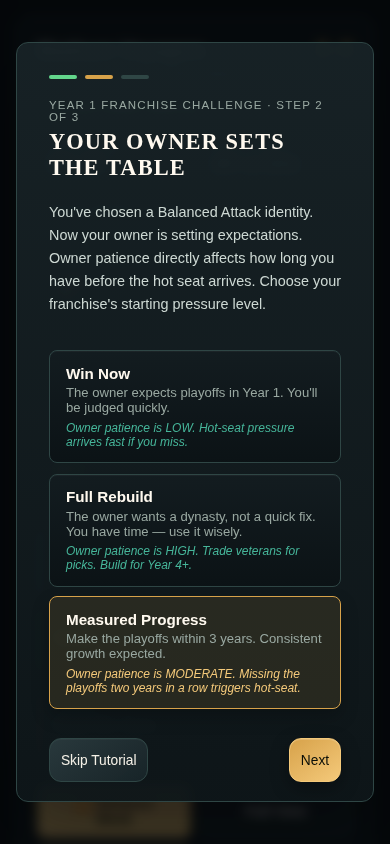 YEAR 1 FRANCHISE CHALLENGE · STEP 2
OF 3
YOUR OWNER SETS
THE TABLE
You've chosen a Balanced Attack identity.
Now your owner is setting expectations.
Owner patience directly affects how long you
have before the hot seat arrives. Choose your
franchise's starting pressure level.
Win Now
The owner expects playoffs in Year 1. You'll
be judged quickly.
Owner patience is LOW. Hot-seat pressure
arrives fast if you miss.
Full Rebuild
The owner wants a dynasty, not a quick fix.
You have time — use it wisely.
Owner patience is HIGH. Trade veterans for
picks. Build for Year 4+.
Measured Progress
Make the playoffs within 3 years. Consistent
growth expected.
Owner patience is MODERATE. Missing the
playoffs two years in a row triggers hot-seat.
Skip Tutorial
Next